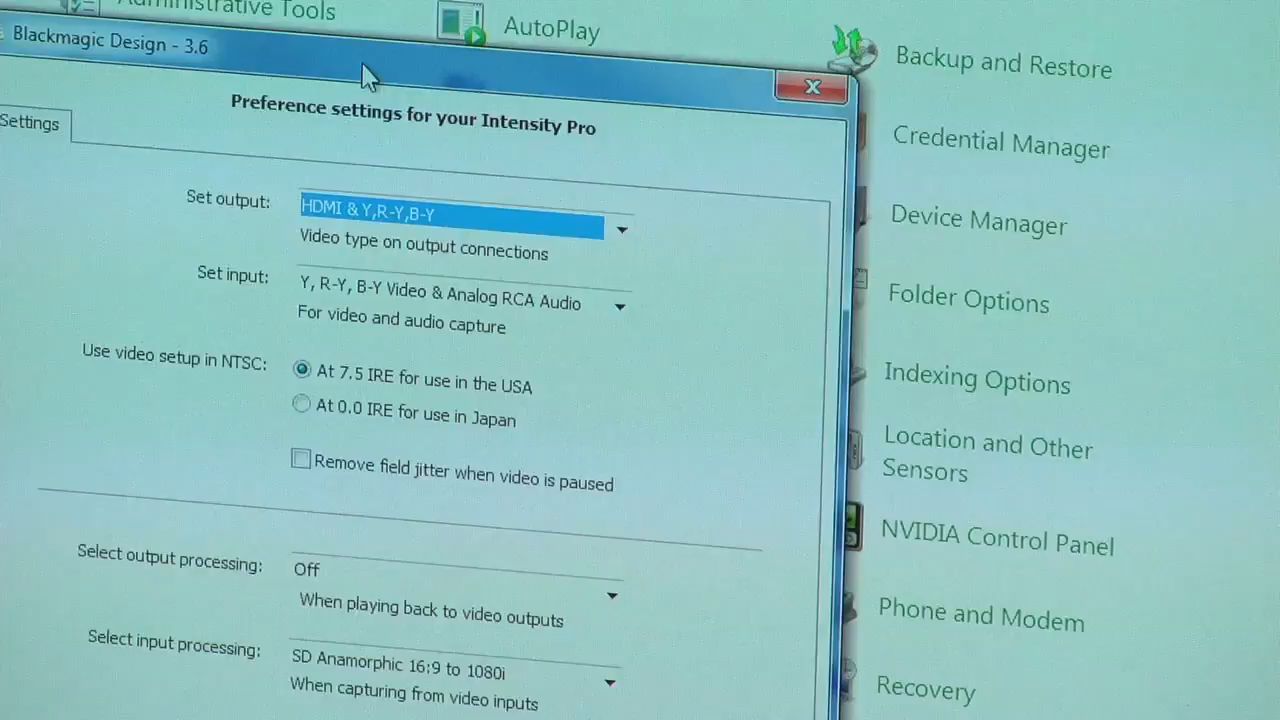 Administrative Tools
AutoPlay
Backup and Restore
Blackmagic Design - 3.6
Preference settings for your Intensity Pro
Settings
Set output:
HDMI & Y,R-Y,B-Y
Video type on output connections
Set input:
Y, R-Y, B-Y Video & Analog RCA Audio
For video and audio capture
Use video setup in NTSC:
At 7.5 IRE for use in the USA
At 0.0 IRE for use in Japan
Remove field jitter when video is paused
Select output processing:
Off
When playing back to video outputs
Select input processing:
SD Anamorphic 16:9 to 1080i
When capturing from video inputs
Credential Manager
Device Manager
Folder Options
Indexing Options
Location and Other
Sensors
NVIDIA Control Panel
Phone and Modem
Recovery